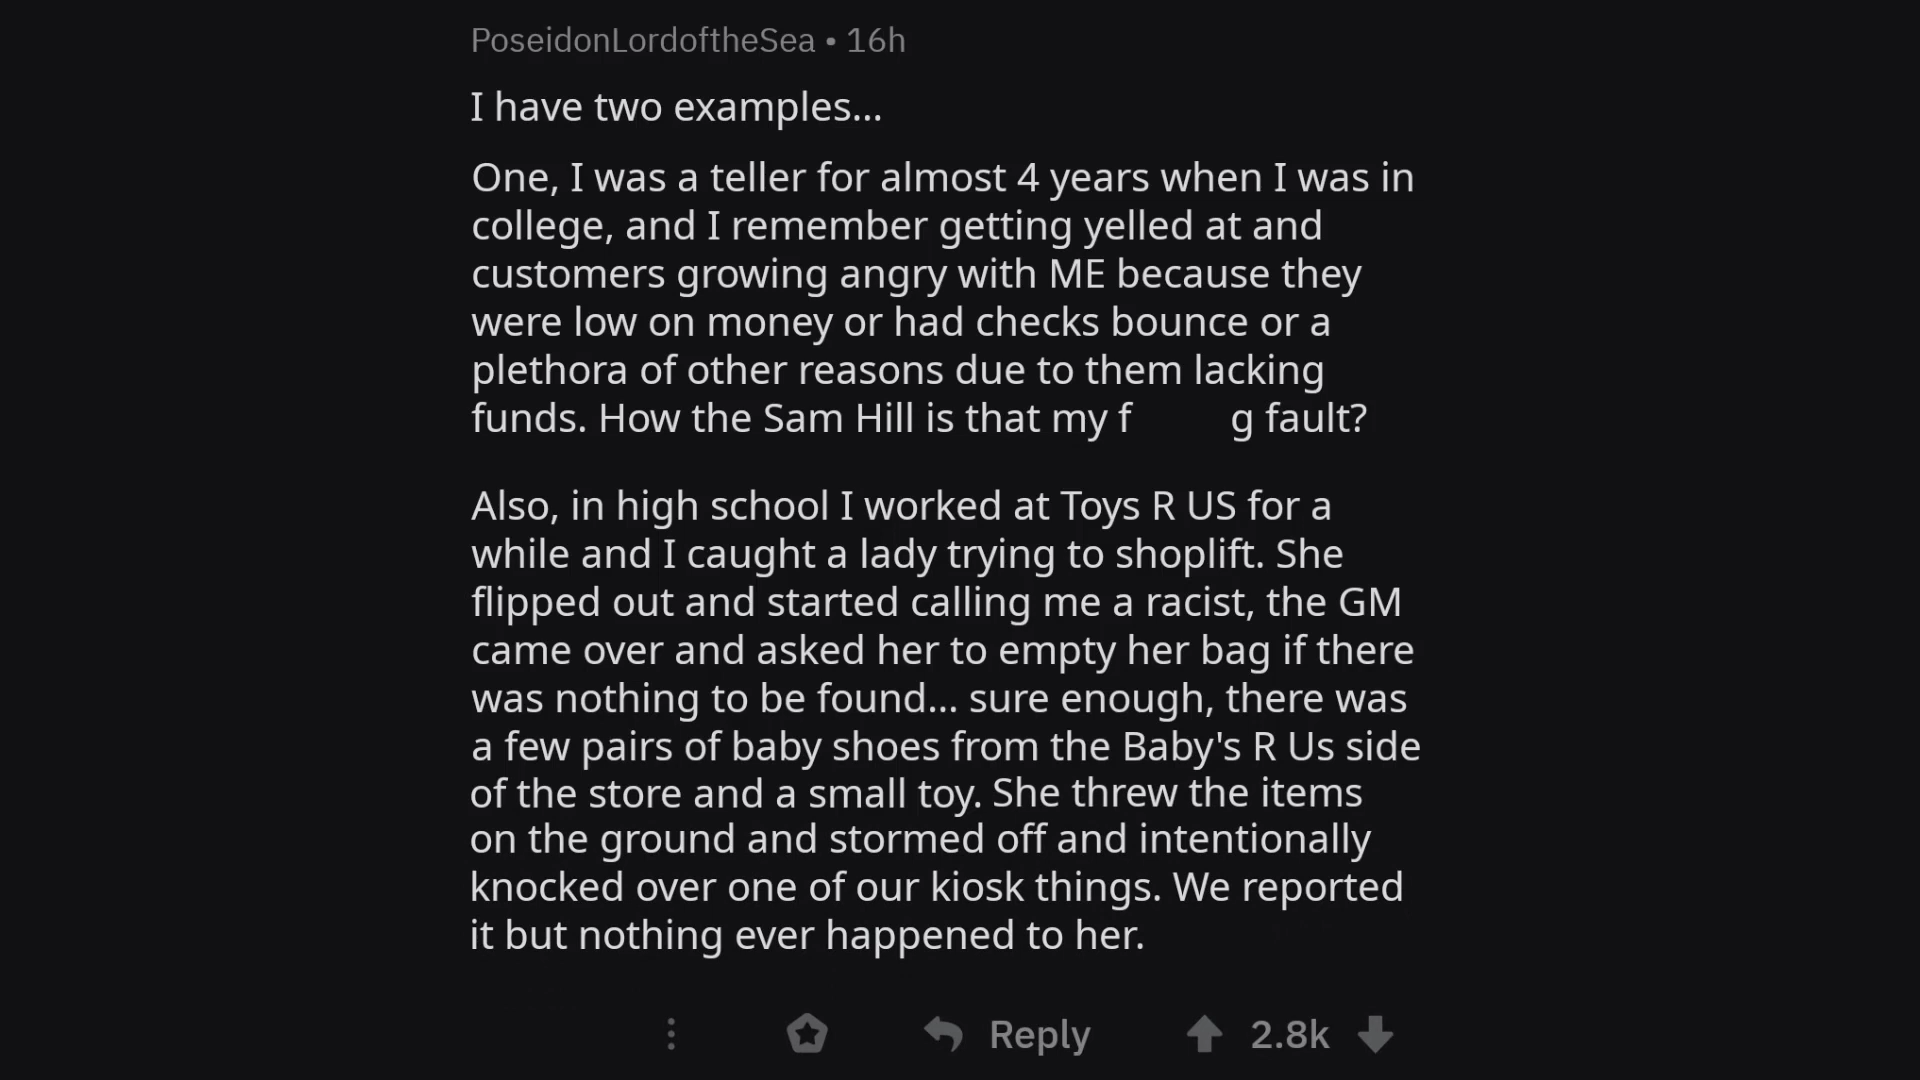 PoseidonLordoftheSea • 16h
I have two examples...
One, I was a teller for almost 4 years when I was in
college, and I remember getting yelled at and
customers growing angry with ME because they
were low on money or had checks bounce or a
plethora of other reasons due to them lacking
funds. How the Sam Hill is that my f g fault?
Also, in high school I worked at Toys R US for a
while and I caught a lady trying to shoplift. She
flipped out and started calling me a racist, the GM
came over and asked her to empty her bag if there
was nothing to be found... sure enough, there was
a few pairs of baby shoes from the Baby's R Us side
of the store and a small toy. She threw the items
on the ground and stormed off and intentionally
knocked over one of our kiosk things. We reported
it but nothing ever happened to her.
Reply 2.8k